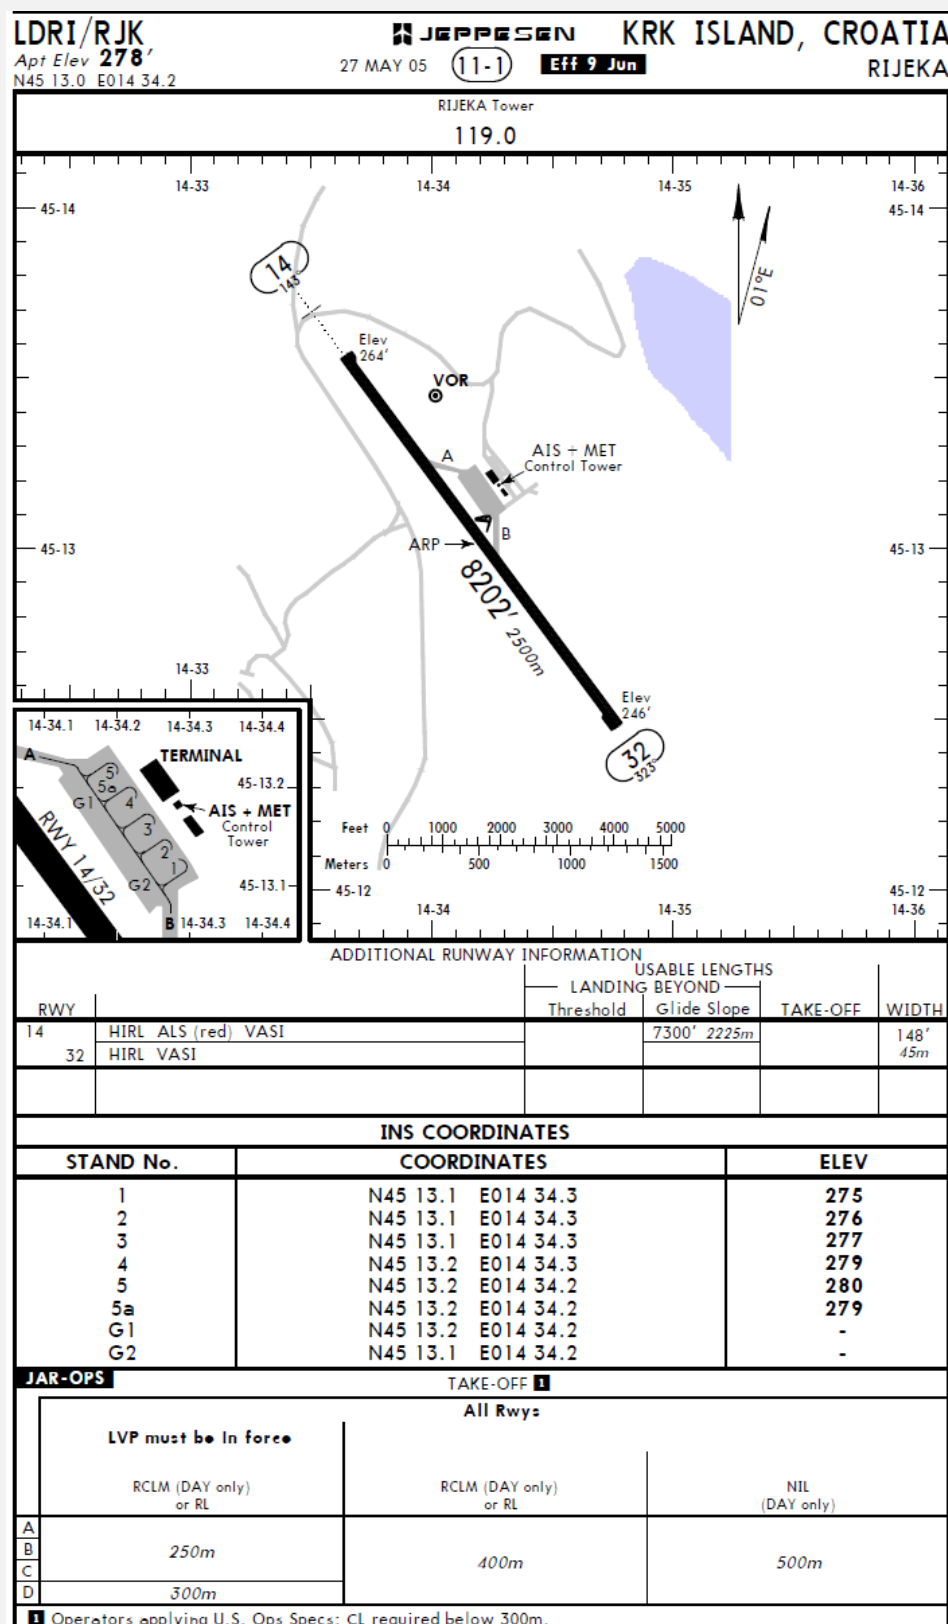 LDRI/RJK
JEPPESEN
KRK ISLAND, CROATIA
Apt Elev 278'
27 MAY 05
11-1
Eff 9 Jun
RIJEKA
N45 13.0 E014 34.2
RIJEKA Tower
119.0
14-33
14-34
14-35
14-36
45-14
45-14
14
143°
01°E
Elev
264'
VOR
A
AIS + MET
Control Tower
B
ARP
45-13
45-13
8202'
2500m
14-33
Elev
246'
32
323°
14-34.1
14-34.2
14-34.3
14-34.4
A
TERMINAL
5
5a
45-13.2
G1
4
AIS + MET
Control
Tower
3
RWY 14/32
2
1
G2
45-13.1
14-34.1
B
14-34.3
14-34.4
Feet 0 1000 2000 3000 4000 5000
Meters 0 500 1000 1500
45-12
45-12
14-34
14-35
14-36
ADDITIONAL RUNWAY INFORMATION
USABLE LENGTHS
LANDING BEYOND
RWY
Threshold
Glide Slope
TAKE-OFF
WIDTH
14 HIRL ALS (red) VASI 7300' 2225m 148'
32 HIRL VASI 45m
INS COORDINATES
STAND No. COORDINATES ELEV
1 N45 13.1 E014 34.3 275
2 N45 13.1 E014 34.3 276
3 N45 13.1 E014 34.3 277
4 N45 13.2 E014 34.3 279
5 N45 13.2 E014 34.2 280
5a N45 13.2 E014 34.2 279
G1 N45 13.2 E014 34.2 -
G2 N45 13.1 E014 34.2 -
JAR-OPS
TAKE-OFF 1
All Rwys
LVP must be in force
RCLM (DAY only)
or RL
RCLM (DAY only)
or RL
NIL
(DAY only)
A
B
C
D
250m
300m
400m
500m
1 Operators applying U.S. Ops Specs: CL required below 300m.